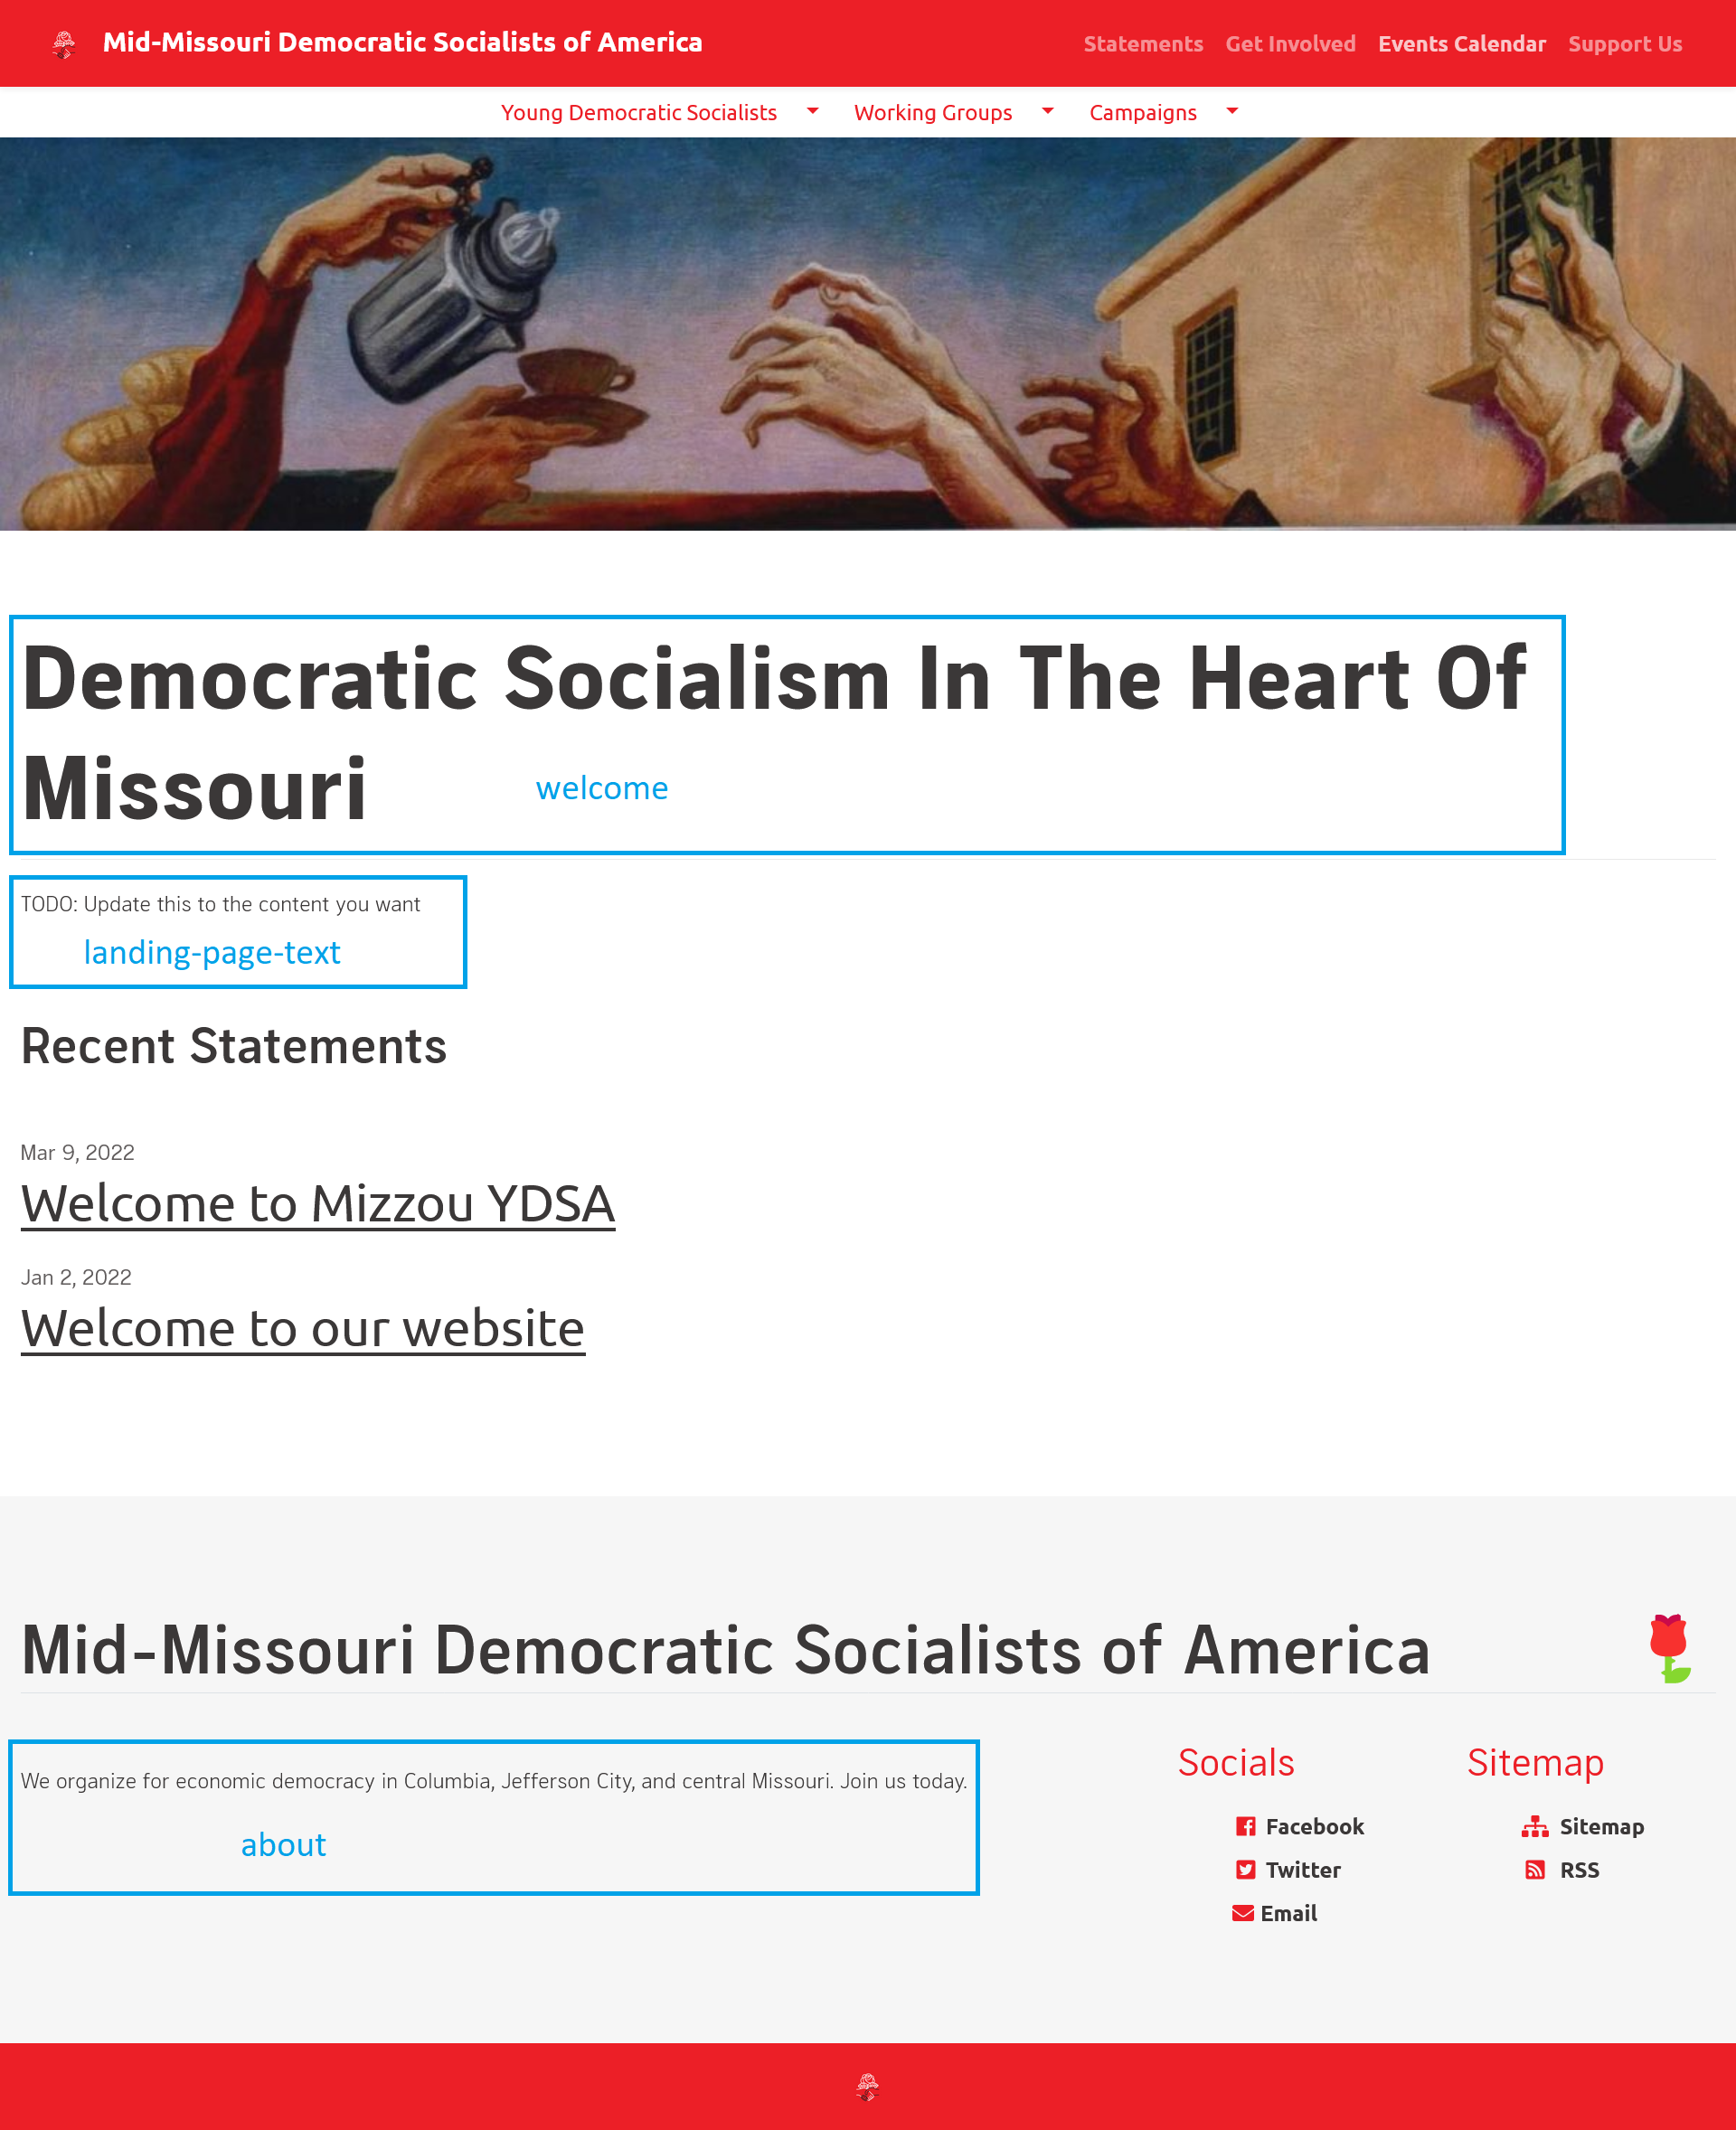 Mid-Missouri Democratic Socialists of America
Statements Get Involved Events Calendar Support Us
Young Democratic Socialists Working Groups Campaigns
Democratic Socialism In The Heart Of
Missouri
welcome
TODO: Update this to the content you want
landing-page-text
Recent Statements
Mar 9, 2022
Welcome to Mizzou YDSA
Jan 2, 2022
Welcome to our website
Mid-Missouri Democratic Socialists of America
We organize for economic democracy in Columbia, Jefferson City, and central Missouri. Join us today.
about
Socials
Facebook
Twitter
Email
Sitemap
Sitemap
RSS